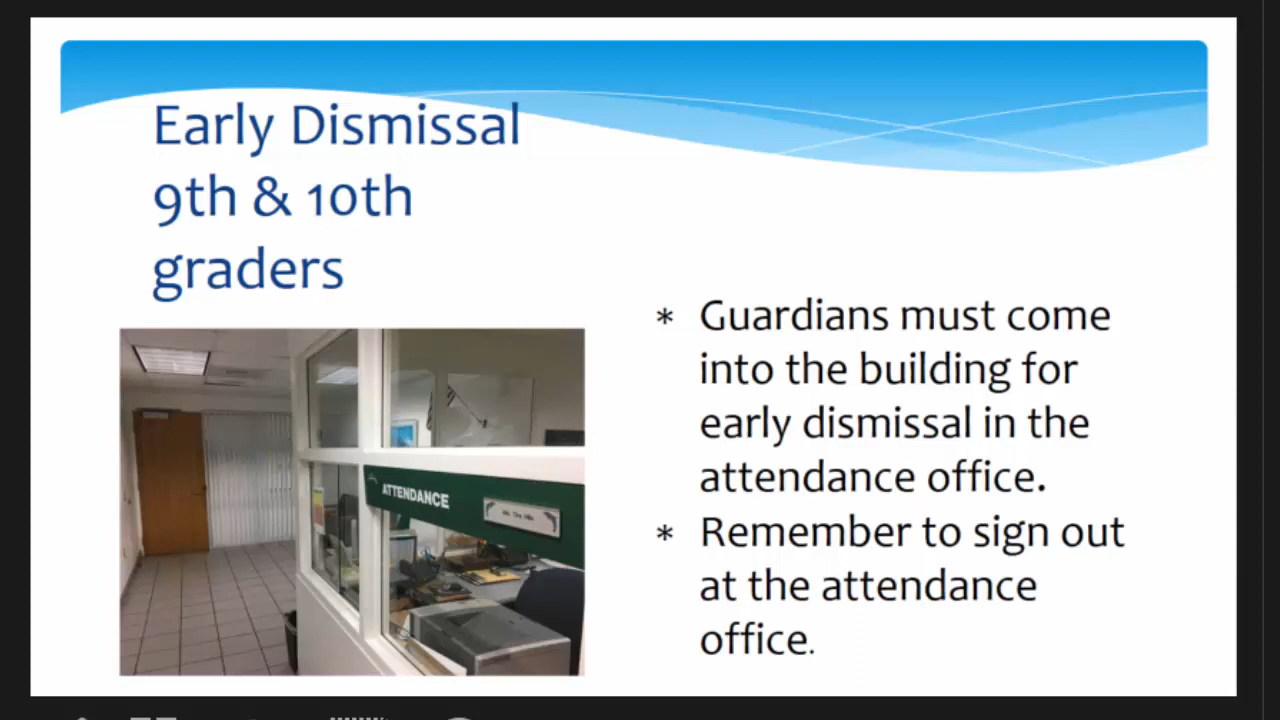 Early Dismissal
9th & 10th
graders
* Guardians must come
into the building for
early dismissal in the
attendance office.
* Remember to sign out
at the attendance
office.
ATTENDANCE